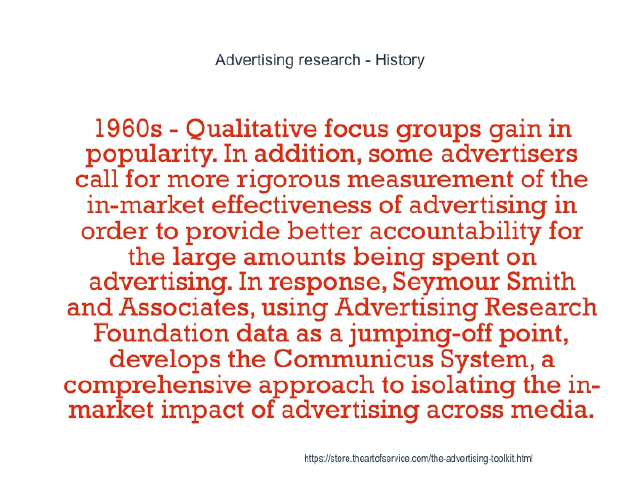 Advertising research - History
1960s - Qualitative focus groups gain in
popularity. In addition, some advertisers
call for more rigorous measurement of the
in-market effectiveness of advertising in
order to provide better accountability for
the large amounts being spent on
advertising. In response, Seymour Smith
and Associates, using Advertising Research
Foundation data as a jumping-off point,
develops the Communicus System, a
comprehensive approach to isolating the in-
market impact of advertising across media.
https://store.theartofservice.com/the-advertising-toolkit.html